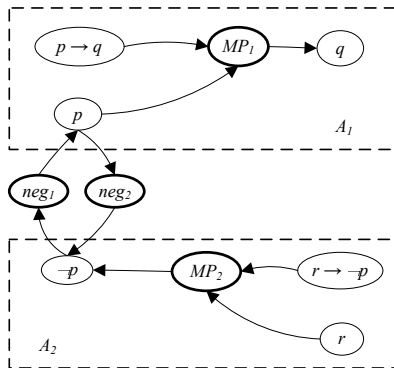 p → q
MP1
q
p
A1
neg1
neg2
¬p
MP2
r → ¬p
r
A2